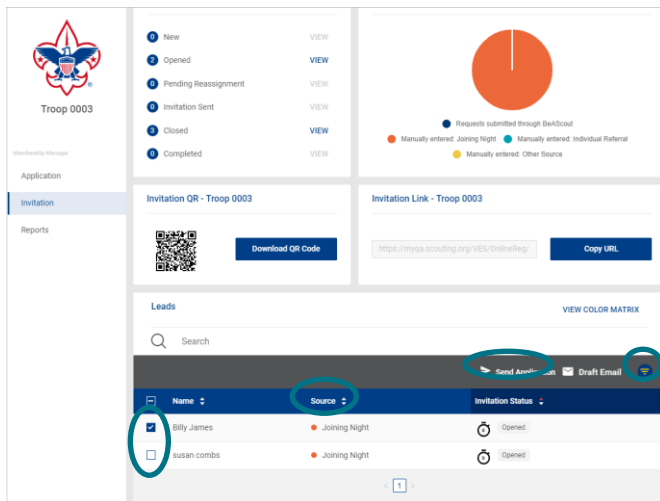 Troop 0003
Membership Manager
Application
Invitation
Reports
0 New VIEW
2 Opened VIEW
0 Pending Reassignment VIEW
0 Invitation Sent VIEW
3 Closed VIEW
0 Completed VIEW
Requests submitted through BeAScout
Manually entered: Joining Night Manually entered: Individual Referral
Manually entered: Other Source
Invitation QR - Troop 0003
Download QR Code
Invitation Link - Troop 0003
https://myqa.scouting.org/VES/OnlineReg/
Copy URL
Leads
VIEW COLOR MATRIX
Search
Send Application Draft Email
Name Source Invitation Status
Billy James Joining Night Opened
susan combs Joining Night Opened
< 1 >